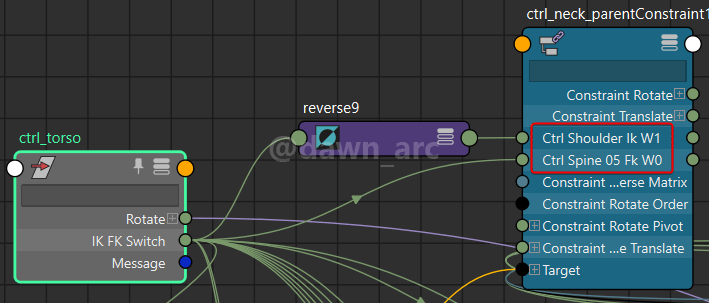 ctrl_neck_parentConstraint1
reverse9
ctrl_torso
@dawn_arc
Constraint Rotate
Constraint Translate
Ctrl Shoulder Ik W1
Ctrl Spine 05 Fk W0
Constraint ...erse Matrix
Constraint Rotate Order
Constraint Rotate Pivot
Constraint ...e Translate
Target
Rotate
IK FK Switch
Message